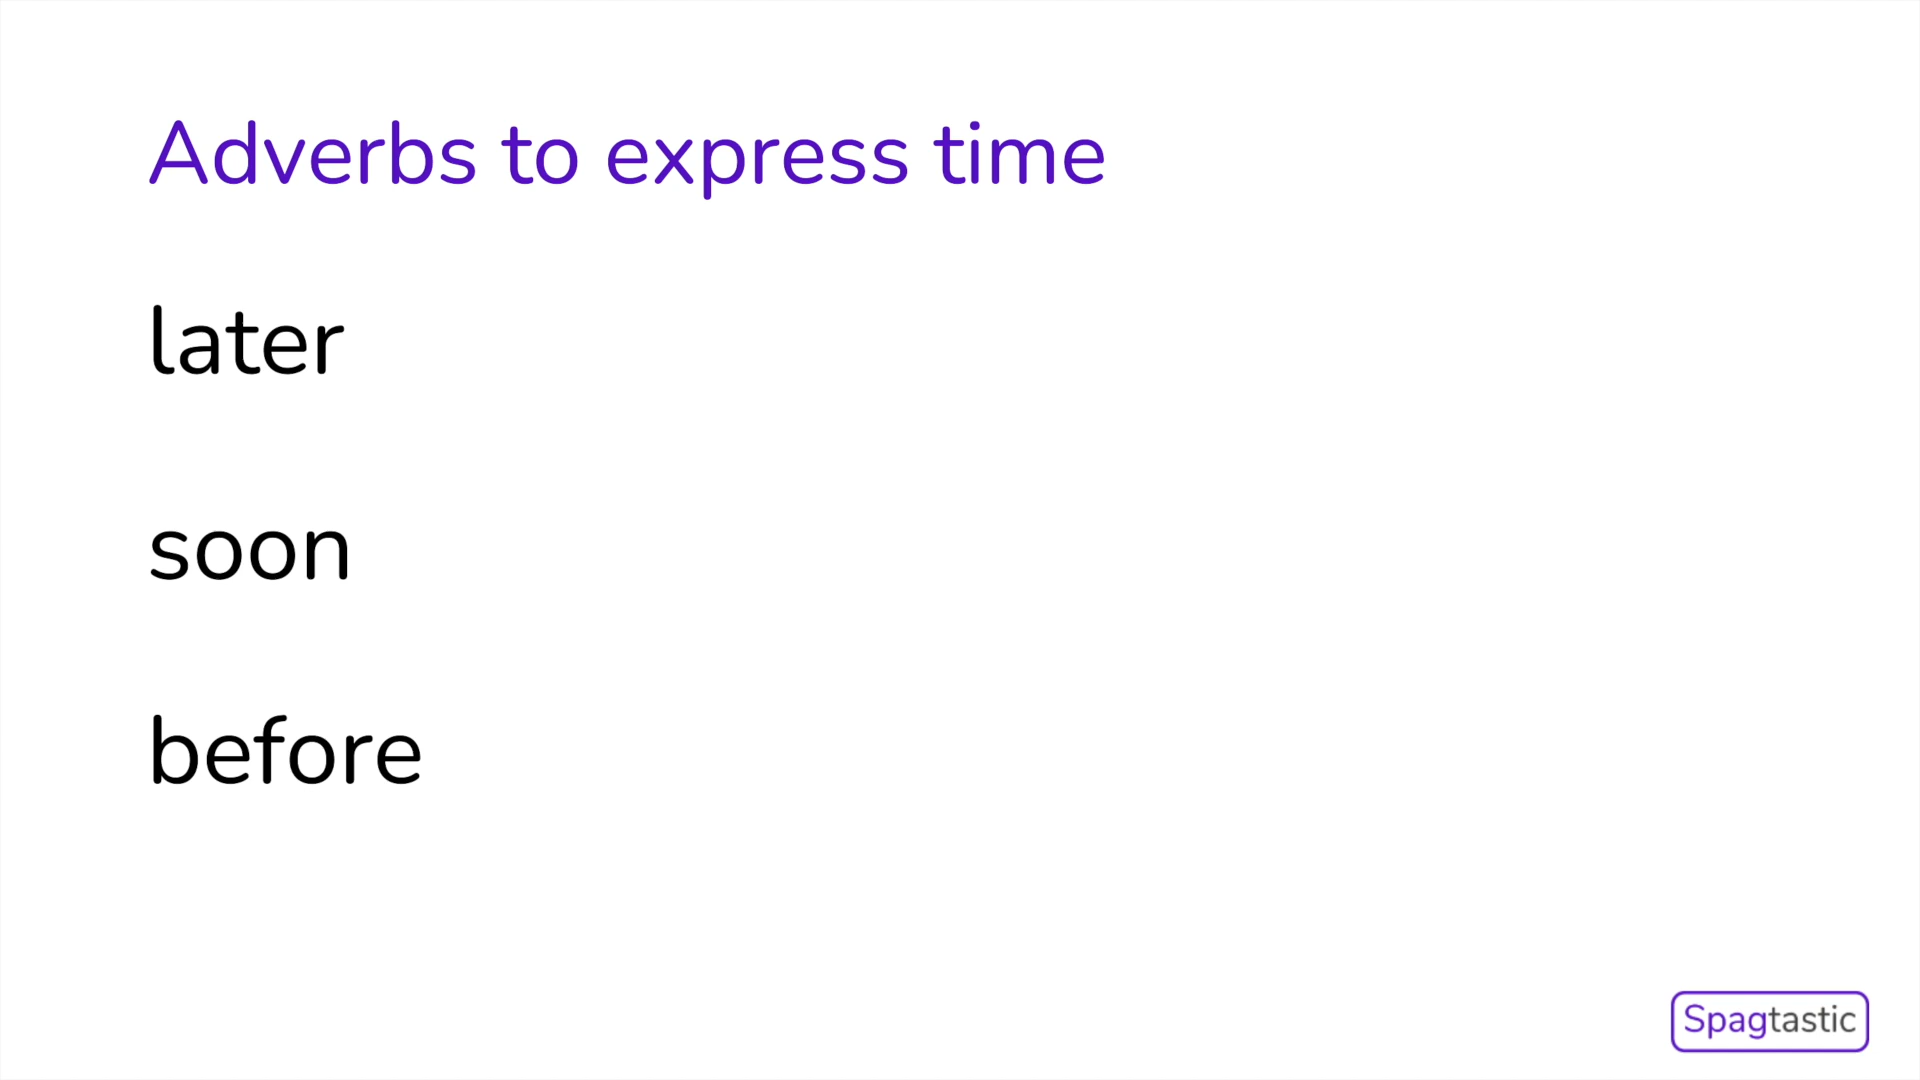 Adverbs to express time
later
soon
before
Spagtastic